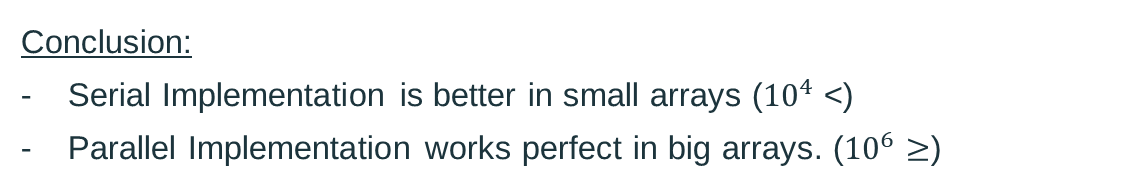 Conclusion:
- Serial Implementation is better in small arrays (10⁴ <)
- Parallel Implementation works perfect in big arrays. (10⁶ ≥)